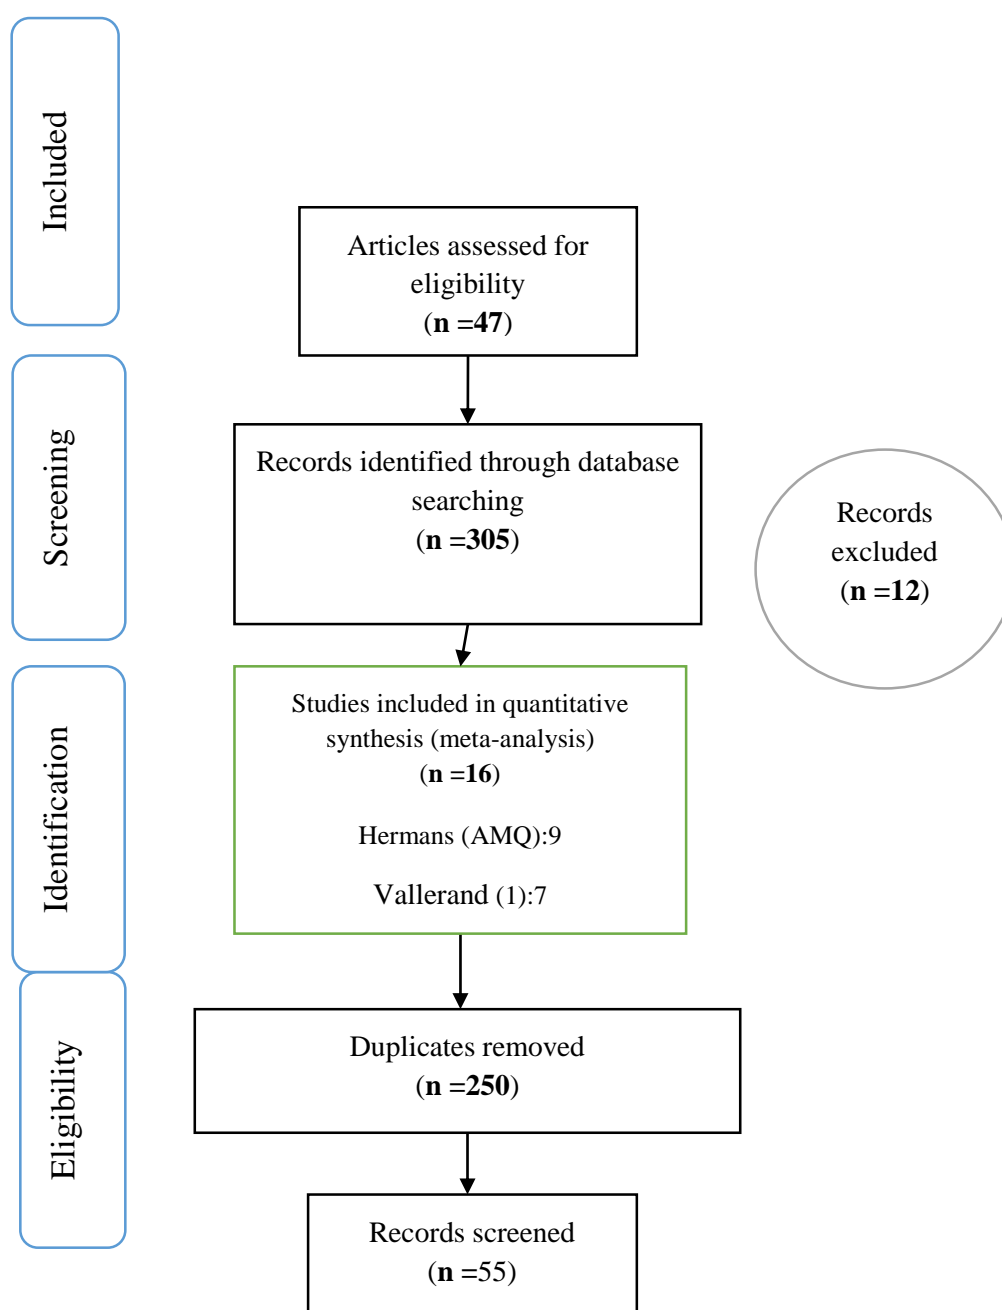 Included
Articles assessed for
eligibility
(n =47)
Screening
Records identified through database
searching
(n =305)
Records
excluded
(n =12)
Identification
Studies included in quantitative
synthesis (meta-analysis)
(n =16)
Hermans (AMQ):9
Vallerand (1):7
Eligibility
Duplicates removed
(n =250)
Records screened
(n =55)